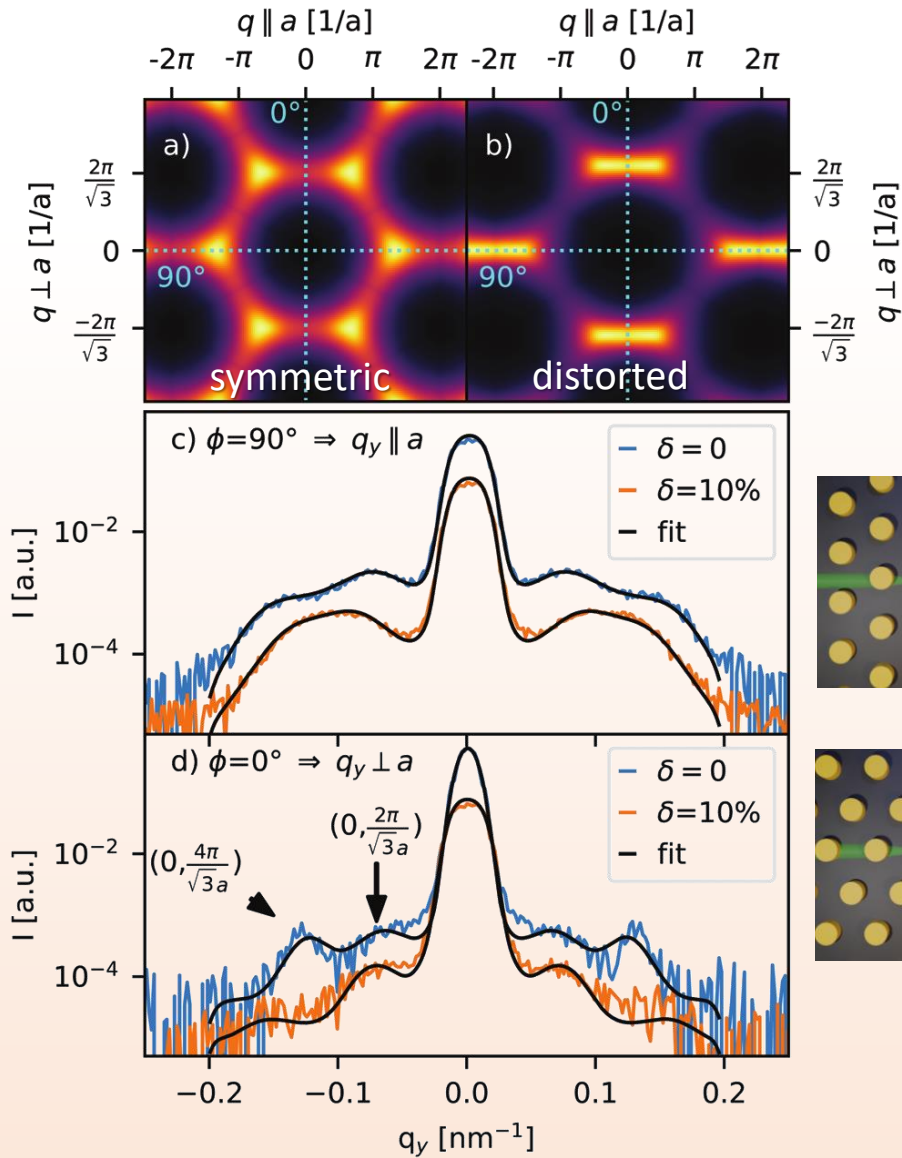 q ∥ a [1/a] q ∥ a [1/a]
-2π -π 0 π 2π -2π -π 0 π 2π
a) 0° b) 0°
2π/√3 2π/√3
q ⊥ a [1/a] 0 0 q ⊥ a [1/a]
90° 90°
-2π/√3 -2π/√3
symmetric distorted
c) ϕ=90° ⇒ q_y ∥ a
δ = 0
δ=10%
fit
I [a.u.]
10^−2
10^−4
d) ϕ=0° ⇒ q_y ⊥ a
δ = 0
δ=10%
fit
(0,2π/√3a)
(0,4π/√3a)
I [a.u.]
10^−2
10^−4
−0.2 −0.1 0.0 0.1 0.2
q_y [nm^−1]